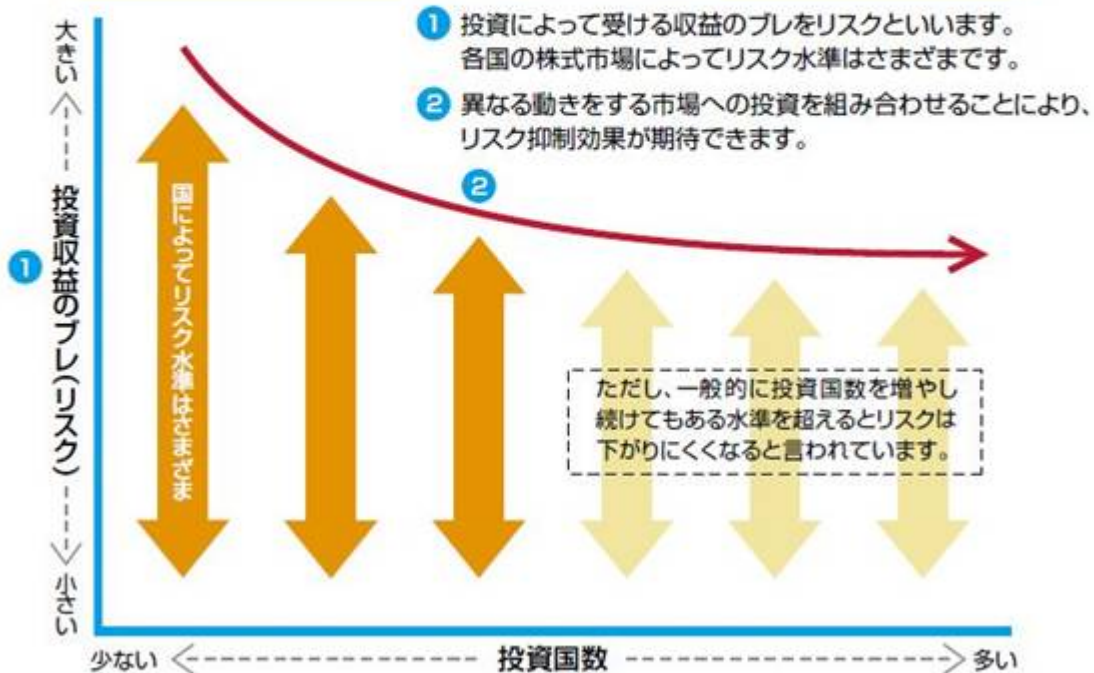 ① 投資によって受ける収益のブレをリスクといいます。
各国の株式市場によってリスク水準はさまざまです。
② 異なる動きをする市場への投資を組み合わせることにより、
リスク抑制効果が期待できます。
大きい
① 投資収益のブレ(リスク)
小さい
国によってリスク水準はさまざま
②
ただし、一般的に投資国数を増やし
続けてもある水準を超えるとリスクは
下がりにくくなると言われています。
少ない 投資国数 多い